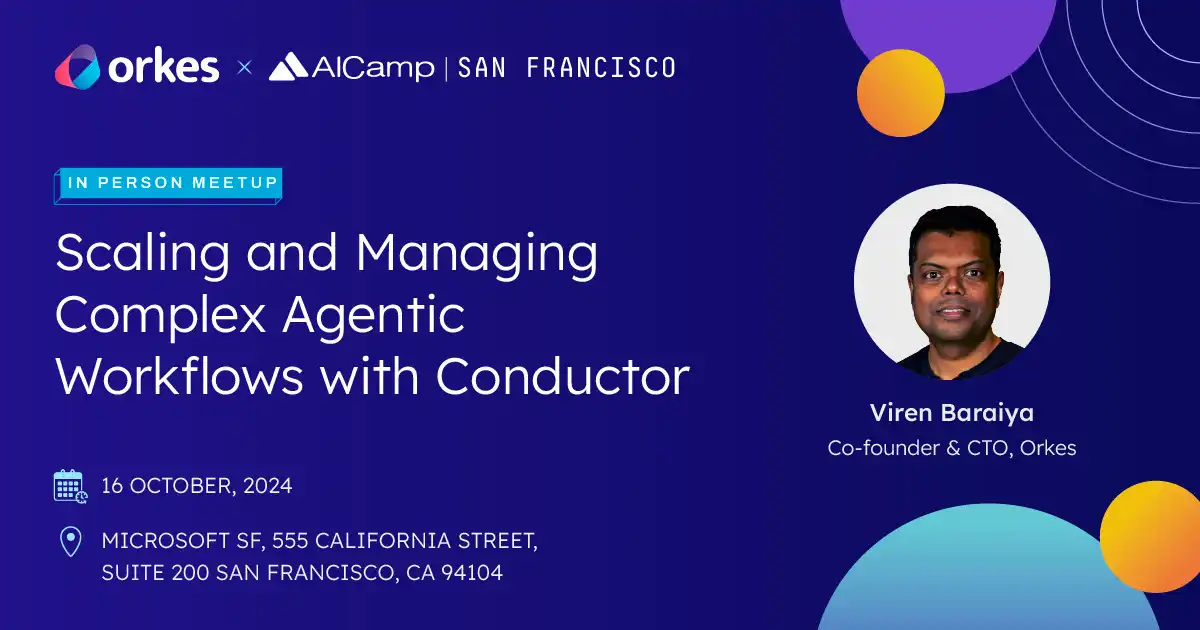 orkes × AICamp | SAN FRANCISCO
IN PERSON MEETUP
Scaling and Managing
Complex Agentic
Workflows with Conductor
16 OCTOBER, 2024
MICROSOFT SF, 555 CALIFORNIA STREET,
SUITE 200 SAN FRANCISCO, CA 94104
Viren Baraiya
Co-founder & CTO, Orkes